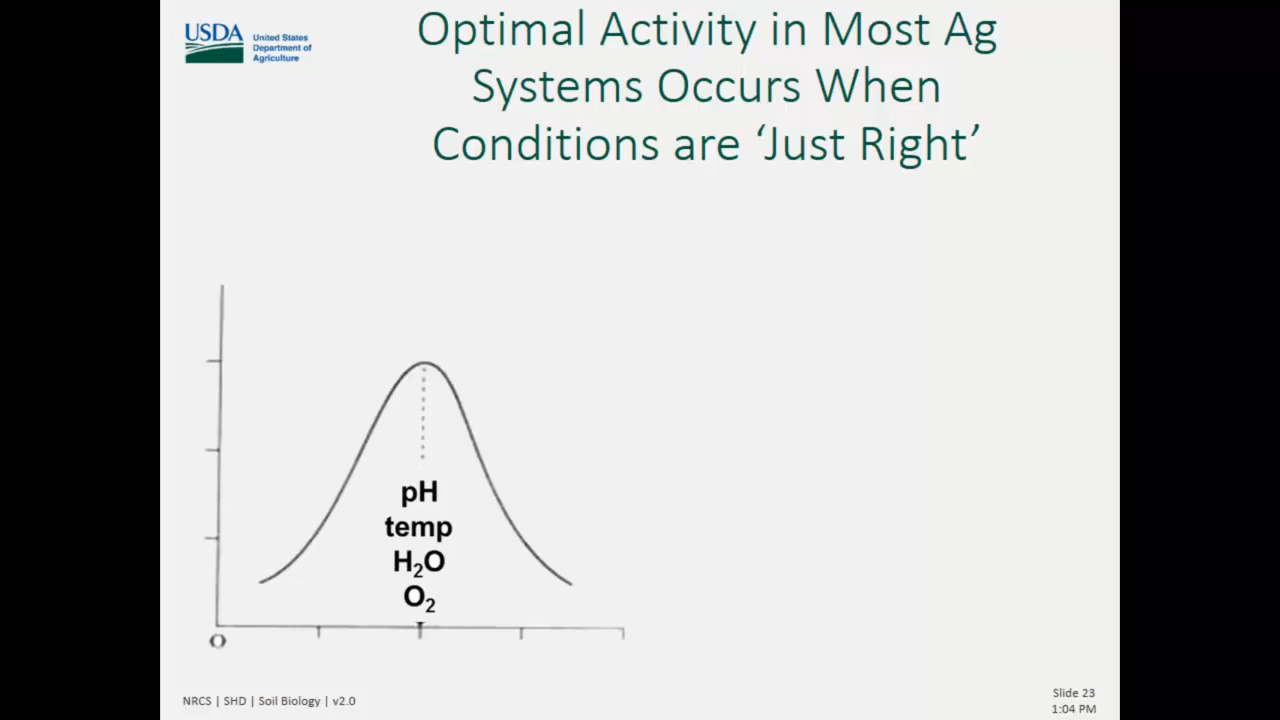 USDA
United States
Department of
Agriculture
Optimal Activity in Most Ag
Systems Occurs When
Conditions are ‘Just Right’
pH
temp
H₂O
O₂
O
NRCS | SHD | Soil Biology | v2.0
Slide 23
1:04 PM